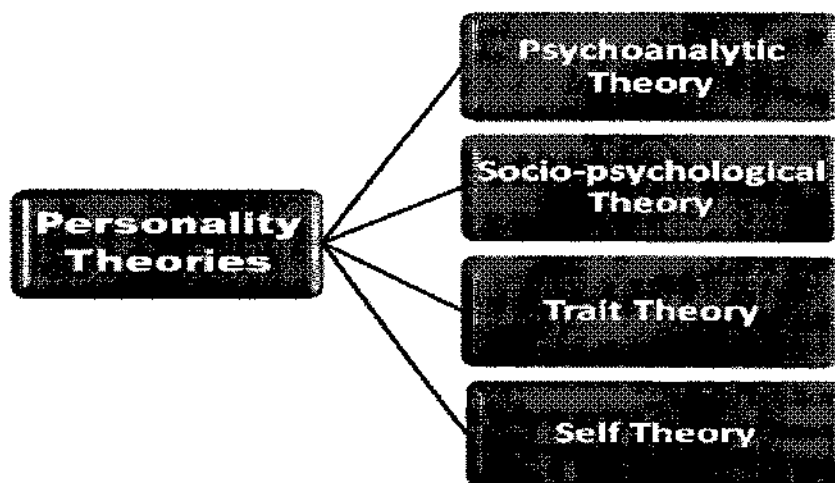 Personality
Theories
Psychoanalytic
Theory
Socio-psychological
Theory
Trait Theory
Self Theory